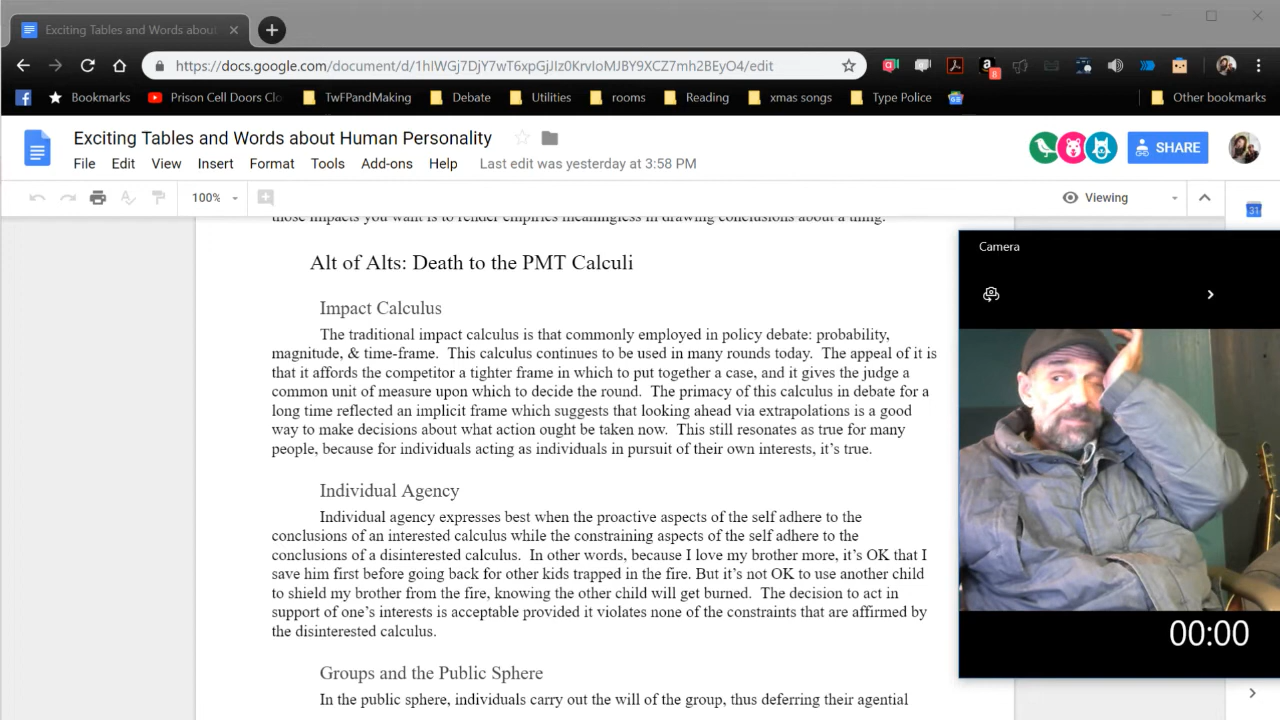 Exciting Tables and Words about
https://docs.google.com/document/d/1hIWGj7DjY7wT6xpGjJIz0KrvIoMJBY9XCZ7mh2BEyO4/edit
8
Bookmarks
Prison Cell Doors Clo
TwFPandMaking
Debate
Utilities
rooms
Reading
xmas songs
Type Police
Other bookmarks
Exciting Tables and Words about Human Personality
SHARE
File Edit View Insert Format Tools Add-ons Help Last edit was yesterday at 3:58 PM
100%
Viewing
31
those impacts you want is to render empirics meaningless in drawing conclusions about a thing.
Alt of Alts: Death to the PMT Calculi
Impact Calculus
The traditional impact calculus is that commonly employed in policy debate: probability,
magnitude, & time-frame. This calculus continues to be used in many rounds today. The appeal of it is
that it affords the competitor a tighter frame in which to put together a case, and it gives the judge a
common unit of measure upon which to decide the round. The primacy of this calculus in debate for a
long time reflected an implicit frame which suggests that looking ahead via extrapolations is a good
way to make decisions about what action ought be taken now. This still resonates as true for many
people, because for individuals acting as individuals in pursuit of their own interests, it's true.
Individual Agency
Individual agency expresses best when the proactive aspects of the self adhere to the
conclusions of an interested calculus while the constraining aspects of the self adhere to the
conclusions of a disinterested calculus. In other words, because I love my brother more, it's OK that I
save him first before going back for other kids trapped in the fire. But it's not OK to use another child
to shield my brother from the fire, knowing the other child will get burned. The decision to act in
support of one's interests is acceptable provided it violates none of the constraints that are affirmed by
the disinterested calculus.
Groups and the Public Sphere
In the public sphere, individuals carry out the will of the group, thus deferring their agential
Camera
00:00